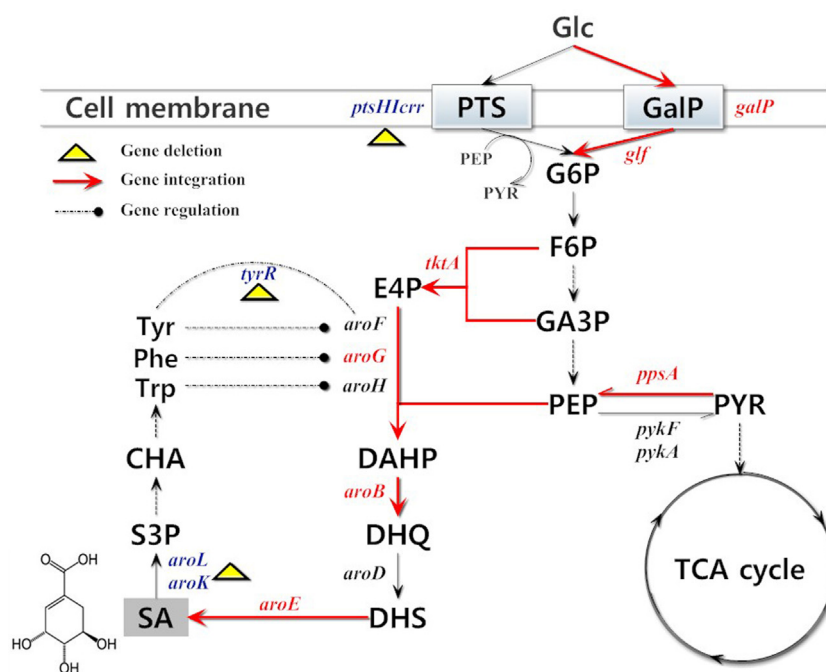 Glc
Cell membrane
ptsHIcrr
PTS
GalP
galP
Gene deletion
Gene integration
Gene regulation
PEP
PYR
glf
G6P
F6P
tyrR
tktA
E4P
GA3P
Tyr
aroF
Phe
aroG
Trp
aroH
ppsA
PEP
PYR
pykF
pykA
CHA
DAHP
aroB
S3P
DHQ
TCA cycle
aroL
aroK
aroD
SA
aroE
DHS
O
OH
HO
OH
OH